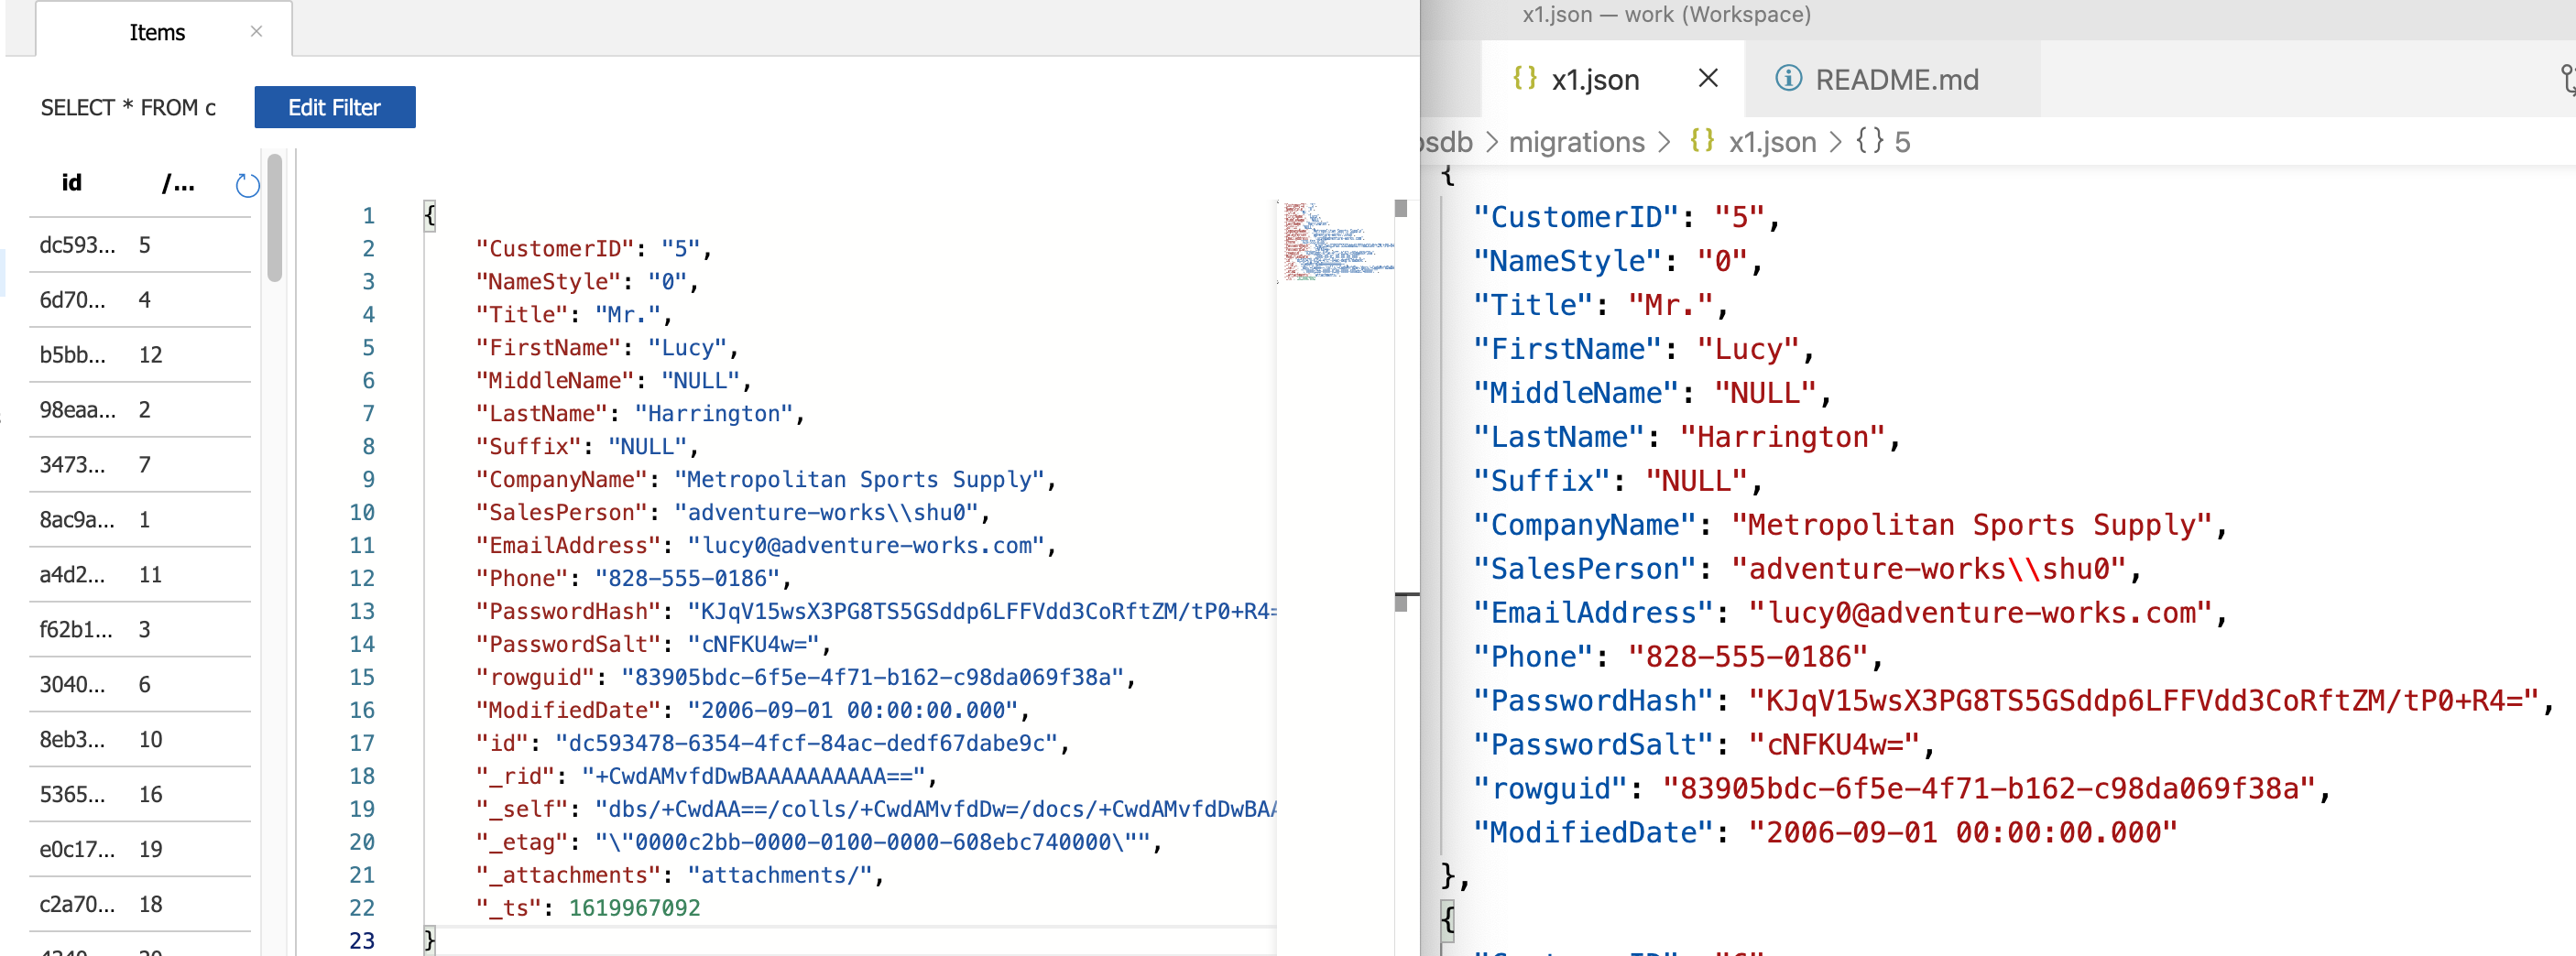 Items ×
SELECT * FROM c
Edit Filter
id /...
dc593... 5
6d70... 4
b5bb... 12
98eaa... 2
3473... 7
8ac9a... 1
a4d2... 11
f62b1... 3
3040... 6
8eb3... 10
5365... 16
e0c17... 19
c2a70... 18
1 {
2 "CustomerID": "5",
3 "NameStyle": "0",
4 "Title": "Mr.",
5 "FirstName": "Lucy",
6 "MiddleName": "NULL",
7 "LastName": "Harrington",
8 "Suffix": "NULL",
9 "CompanyName": "Metropolitan Sports Supply",
10 "SalesPerson": "adventure-works\\shu0",
11 "EmailAddress": "lucy0@adventure-works.com",
12 "Phone": "828-555-0186",
13 "PasswordHash": "KJqV15wsX3PG8TS5GSddp6LFFVdd3CoRftZM/tP0+R4=
14 "PasswordSalt": "cNFKU4w=",
15 "rowguid": "83905bdc-6f5e-4f71-b162-c98da069f38a",
16 "ModifiedDate": "2006-09-01 00:00:00.000",
17 "id": "dc593478-6354-4fcf-84ac-dedf67dabe9c",
18 "_rid": "+CwdAMvfdDwBAAAAAAAAAA==",
19 "_self": "dbs/+CwdAA==/colls/+CwdAMvfdDw=/docs/+CwdAMvfdDwBAA
20 "_etag": "\"0000c2bb-0000-0100-0000-608ebc740000\"",
21 "_attachments": "attachments/",
22 "_ts": 1619967092
23 }
x1.json — work (Workspace)
{} x1.json × README.md
osdb > migrations > {} x1.json > {} 5
{
"CustomerID": "5",
"NameStyle": "0",
"Title": "Mr.",
"FirstName": "Lucy",
"MiddleName": "NULL",
"LastName": "Harrington",
"Suffix": "NULL",
"CompanyName": "Metropolitan Sports Supply",
"SalesPerson": "adventure-works\\shu0",
"EmailAddress": "lucy0@adventure-works.com",
"Phone": "828-555-0186",
"PasswordHash": "KJqV15wsX3PG8TS5GSddp6LFFVdd3CoRftZM/tP0+R4=",
"PasswordSalt": "cNFKU4w=",
"rowguid": "83905bdc-6f5e-4f71-b162-c98da069f38a",
"ModifiedDate": "2006-09-01 00:00:00.000"
},
{